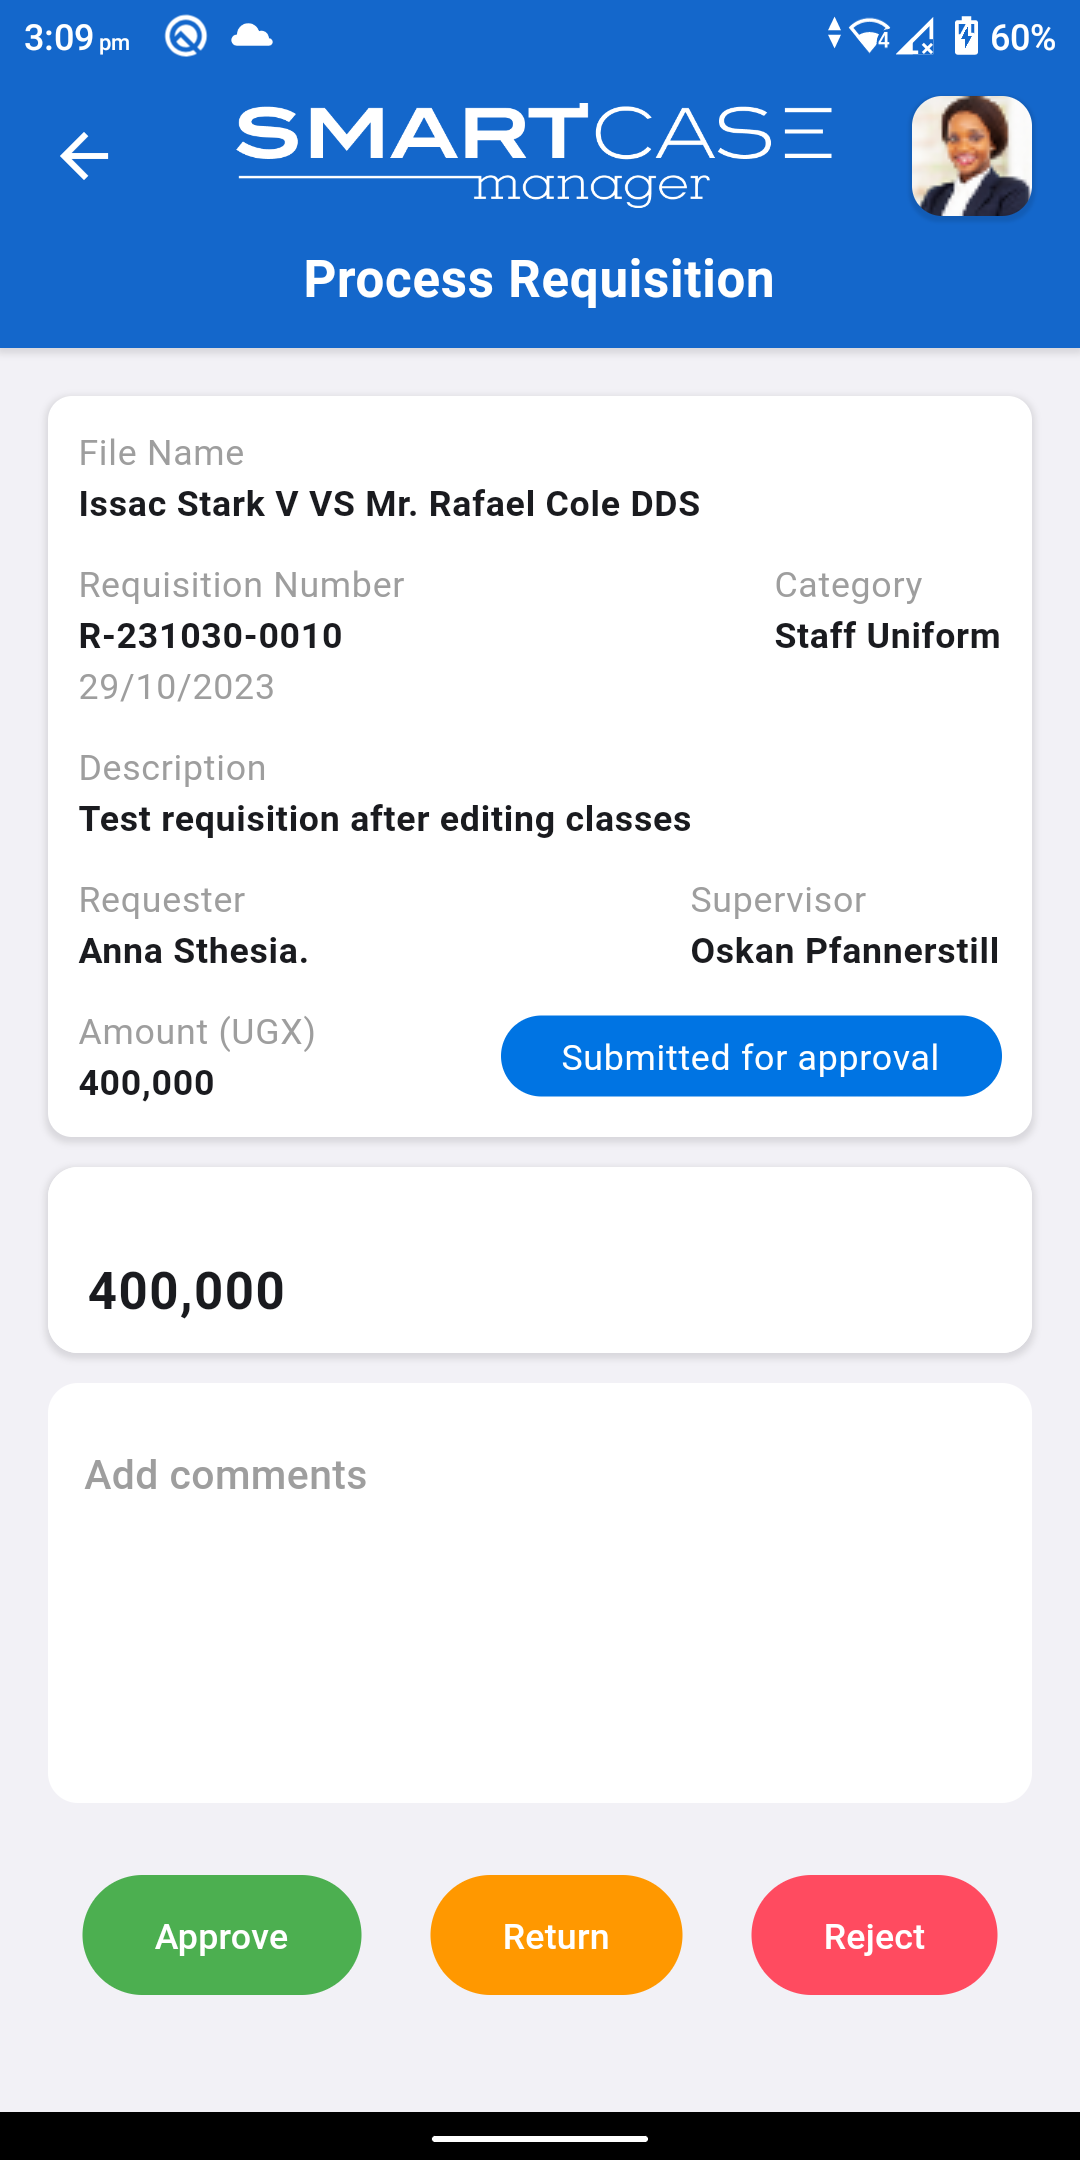 3:09 pm 4 60%
SMARTCASE
manager
Process Requisition
File Name
Issac Stark V VS Mr. Rafael Cole DDS
Requisition Number Category
R-231030-0010 Staff Uniform
29/10/2023
Description
Test requisition after editing classes
Requester Supervisor
Anna Sthesia. Oskan Pfannerstill
Amount (UGX)
400,000 Submitted for approval
400,000
Add comments
Approve Return Reject